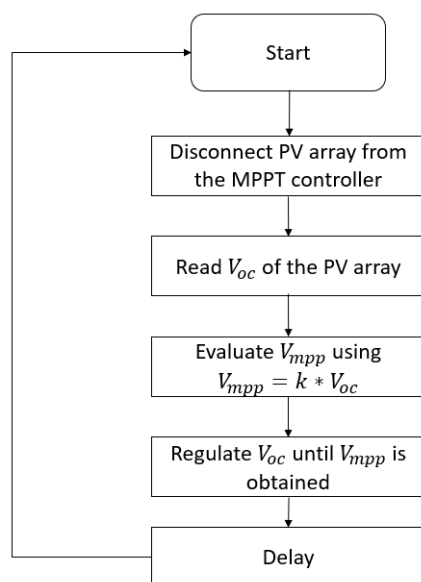 Start
Disconnect PV array from
the MPPT controller
Read V_oc of the PV array
Evaluate V_mpp using
V_mpp = k * V_oc
Regulate V_oc until V_mpp is
obtained
Delay